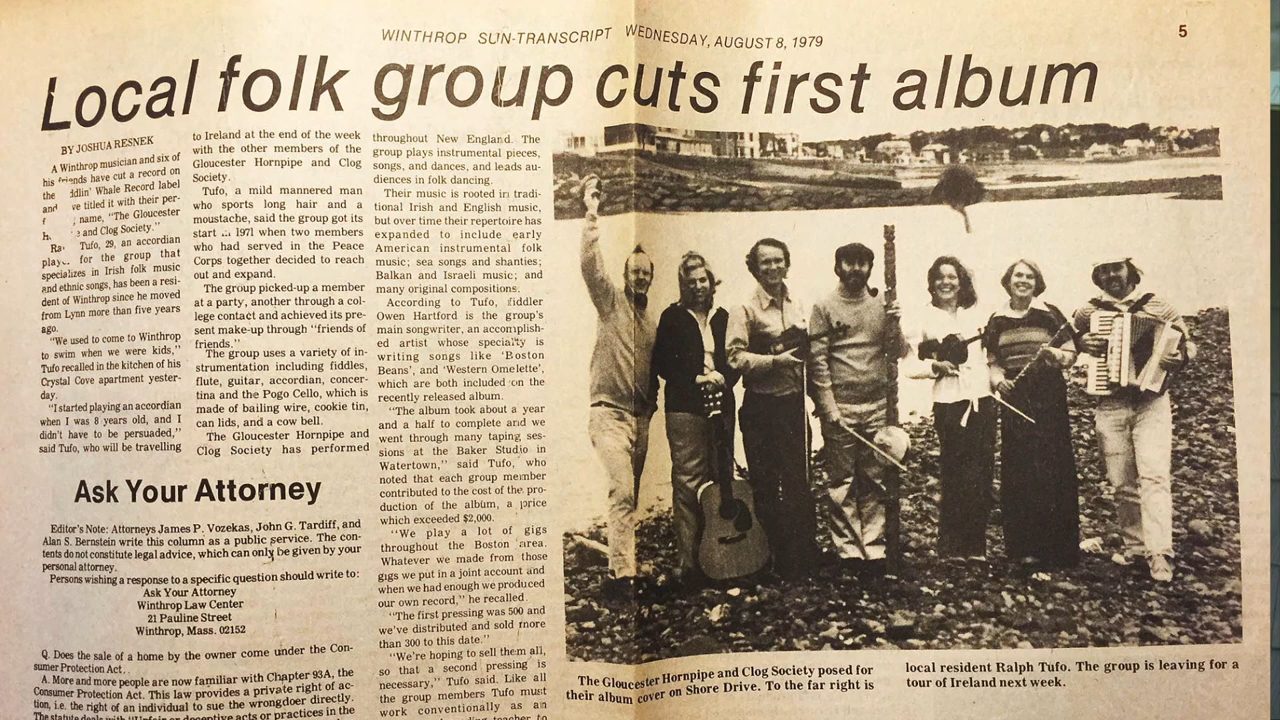 WINTHROP SUN-TRANSCRIPT WEDNESDAY, AUGUST 8, 1979
5
Local folk group cuts first album
BY JOSHUA RESNEK
A Winthrop musician and six of
his friends have cut a record on
the dlin' Whale Record label
and ve titled it with their per-
f name, "The Gloucester
h. e and Clog Society."
Ra Tufo, 29, an accordian
play for the group that
specializes in Irish folk music
and ethnic songs, has been a resi-
dent of Winthrop since he moved
from Lynn more than five years
ago.
"We used to come to Winthrop
to swim when we were kids,"
Tufo recalled in the kitchen of his
Crystal Cove apartment yester-
day.
"I started playing an accordian
when I was 8 years old, and I
didn't have to be persuaded,"
said Tufo, who will be travelling
to Ireland at the end of the week
with the other members of the
Gloucester Hornpipe and Clog
Society.
Tufo, a mild mannered man
who sports long hair and a
moustache, said the group got its
start 1971 when two members
who had served in the Peace
Corps together decided to reach
out and expand.
The group picked-up a member
at a party, another through a col-
lege contact and achieved its pre-
sent make-up through "friends of
friends."
The group uses a variety of in-
strumentation including fiddles,
flute, guitar, accordian, concer-
tina and the Pogo Cello, which is
made of bailing wire, cookie tin,
can lids, and a cow bell.
The Gloucester Hornpipe and
Clog Society has performed
throughout New England. The
group plays instrumental pieces,
songs, and dances, and leads au-
diences in folk dancing.
Their music is rooted in tradi-
tional Irish and English music,
but over time their repertoire has
expanded to include early
American instrumental folk
music; sea songs and shanties;
Balkan and Israeli music; and
many original compositions.
According to Tufo, fiddler
Owen Hartford is the group's
main songwriter, an accomplish-
ed artist whose specialty is
writing songs like 'Boston
Beans', and 'Western Omelette',
which are both included on the
recently released album.
"The album took about a year
and a half to complete and we
went through many taping ses-
sions at the Baker Studio in
Watertown," said Tufo, who
noted that each group member
contributed to the cost of the pro-
duction of the album, a price
which exceeded $2,000.
"We play a lot of gigs
throughout the Boston area.
Whatever we made from those
gigs we put in a joint account and
when we had enough we produced
our own record," he recalled.
"The first pressing was 500 and
we've distributed and sold more
than 300 to this date."
"We're hoping to sell them all,
so that a second pressing is
necessary," Tufo said. Like all
the group members Tufo must
work conventionally as an
teacher to
Ask Your Attorney
Editor's Note: Attorneys James P. Vozekas, John G. Tardiff, and
Alan S. Bernstein write this column as a public service. The con-
tents do not constitute legal advice, which can only be given by your
personal attorney.
Persons wishing a response to a specific question should write to:
Ask Your Attorney
Winthrop Law Center
21 Pauline Street
Winthrop, Mass. 02152
Q. Does the sale of a home by the owner come under the Con-
sumer Protection Act.
A. More and more people are now familiar with Chapter 93A, the
Consumer Protection Act. This law provides a private right of ac-
tion, i.e. the right of an individual to sue the wrongdoer directly.
The statute deals with "Unfair or deceptive acts or practices in the
The Gloucester Hornpipe and Clog Society posed for
their album cover on Shore Drive. To the far right is
local resident Ralph Tufo. The group is leaving for a
tour of Ireland next week.